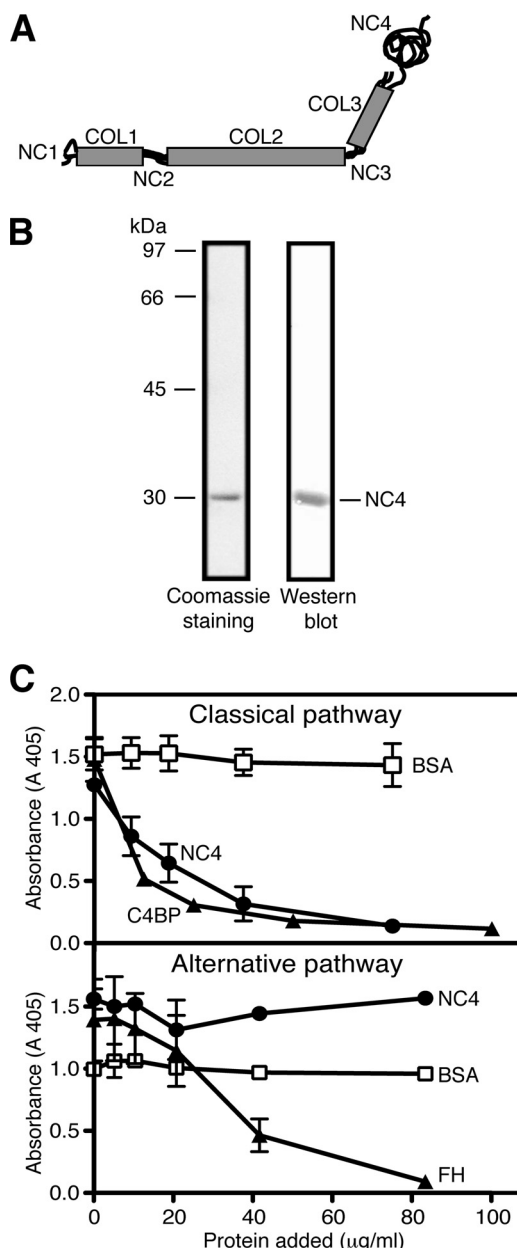 A
NC4
COL3
COL1
COL2
NC1
NC2
NC3
B
kDa
97
66
45
30
NC4
Coomassie staining
Western blot
C
Classical pathway
2.0
1.5
1.0
0.5
0.0
Absorbance (A 405)
BSA
NC4
C4BP
Alternative pathway
1.5
1.0
0.5
0.0
Absorbance (A 405)
NC4
BSA
FH
0 20 40 60 80 100
Protein added (μg/ml)